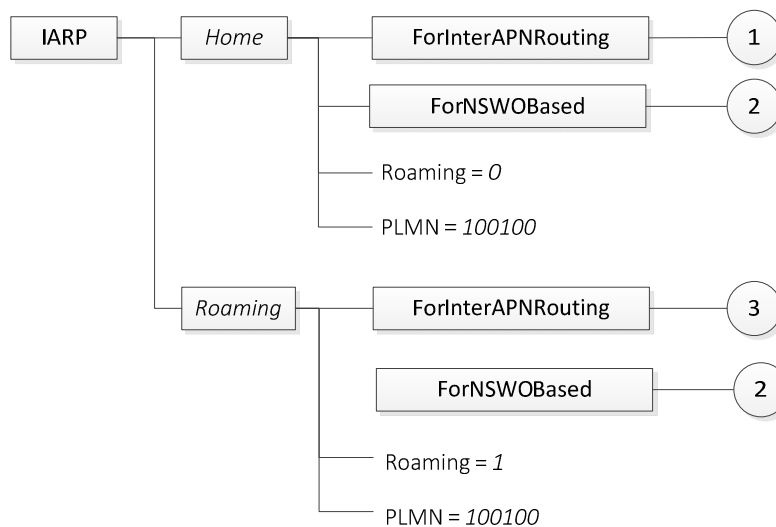 IARP
Home
ForInterAPNRouting
1
ForNSWOBased
2
Roaming = 0
PLMN = 100100
Roaming
ForInterAPNRouting
3
ForNSWOBased
2
Roaming = 1
PLMN = 100100